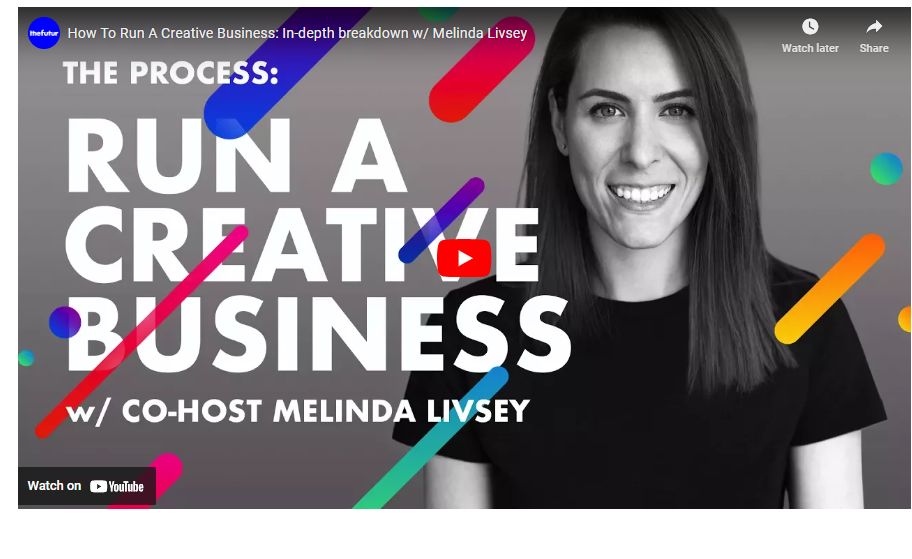 thefutur
How To Run A Creative Business: In-depth breakdown w/ Melinda Livsey
Watch later
Share
THE PROCESS:
RUN A
CREATIVE
BUSINESS
w/ CO-HOST MELINDA LIVSEY
Watch on YouTube